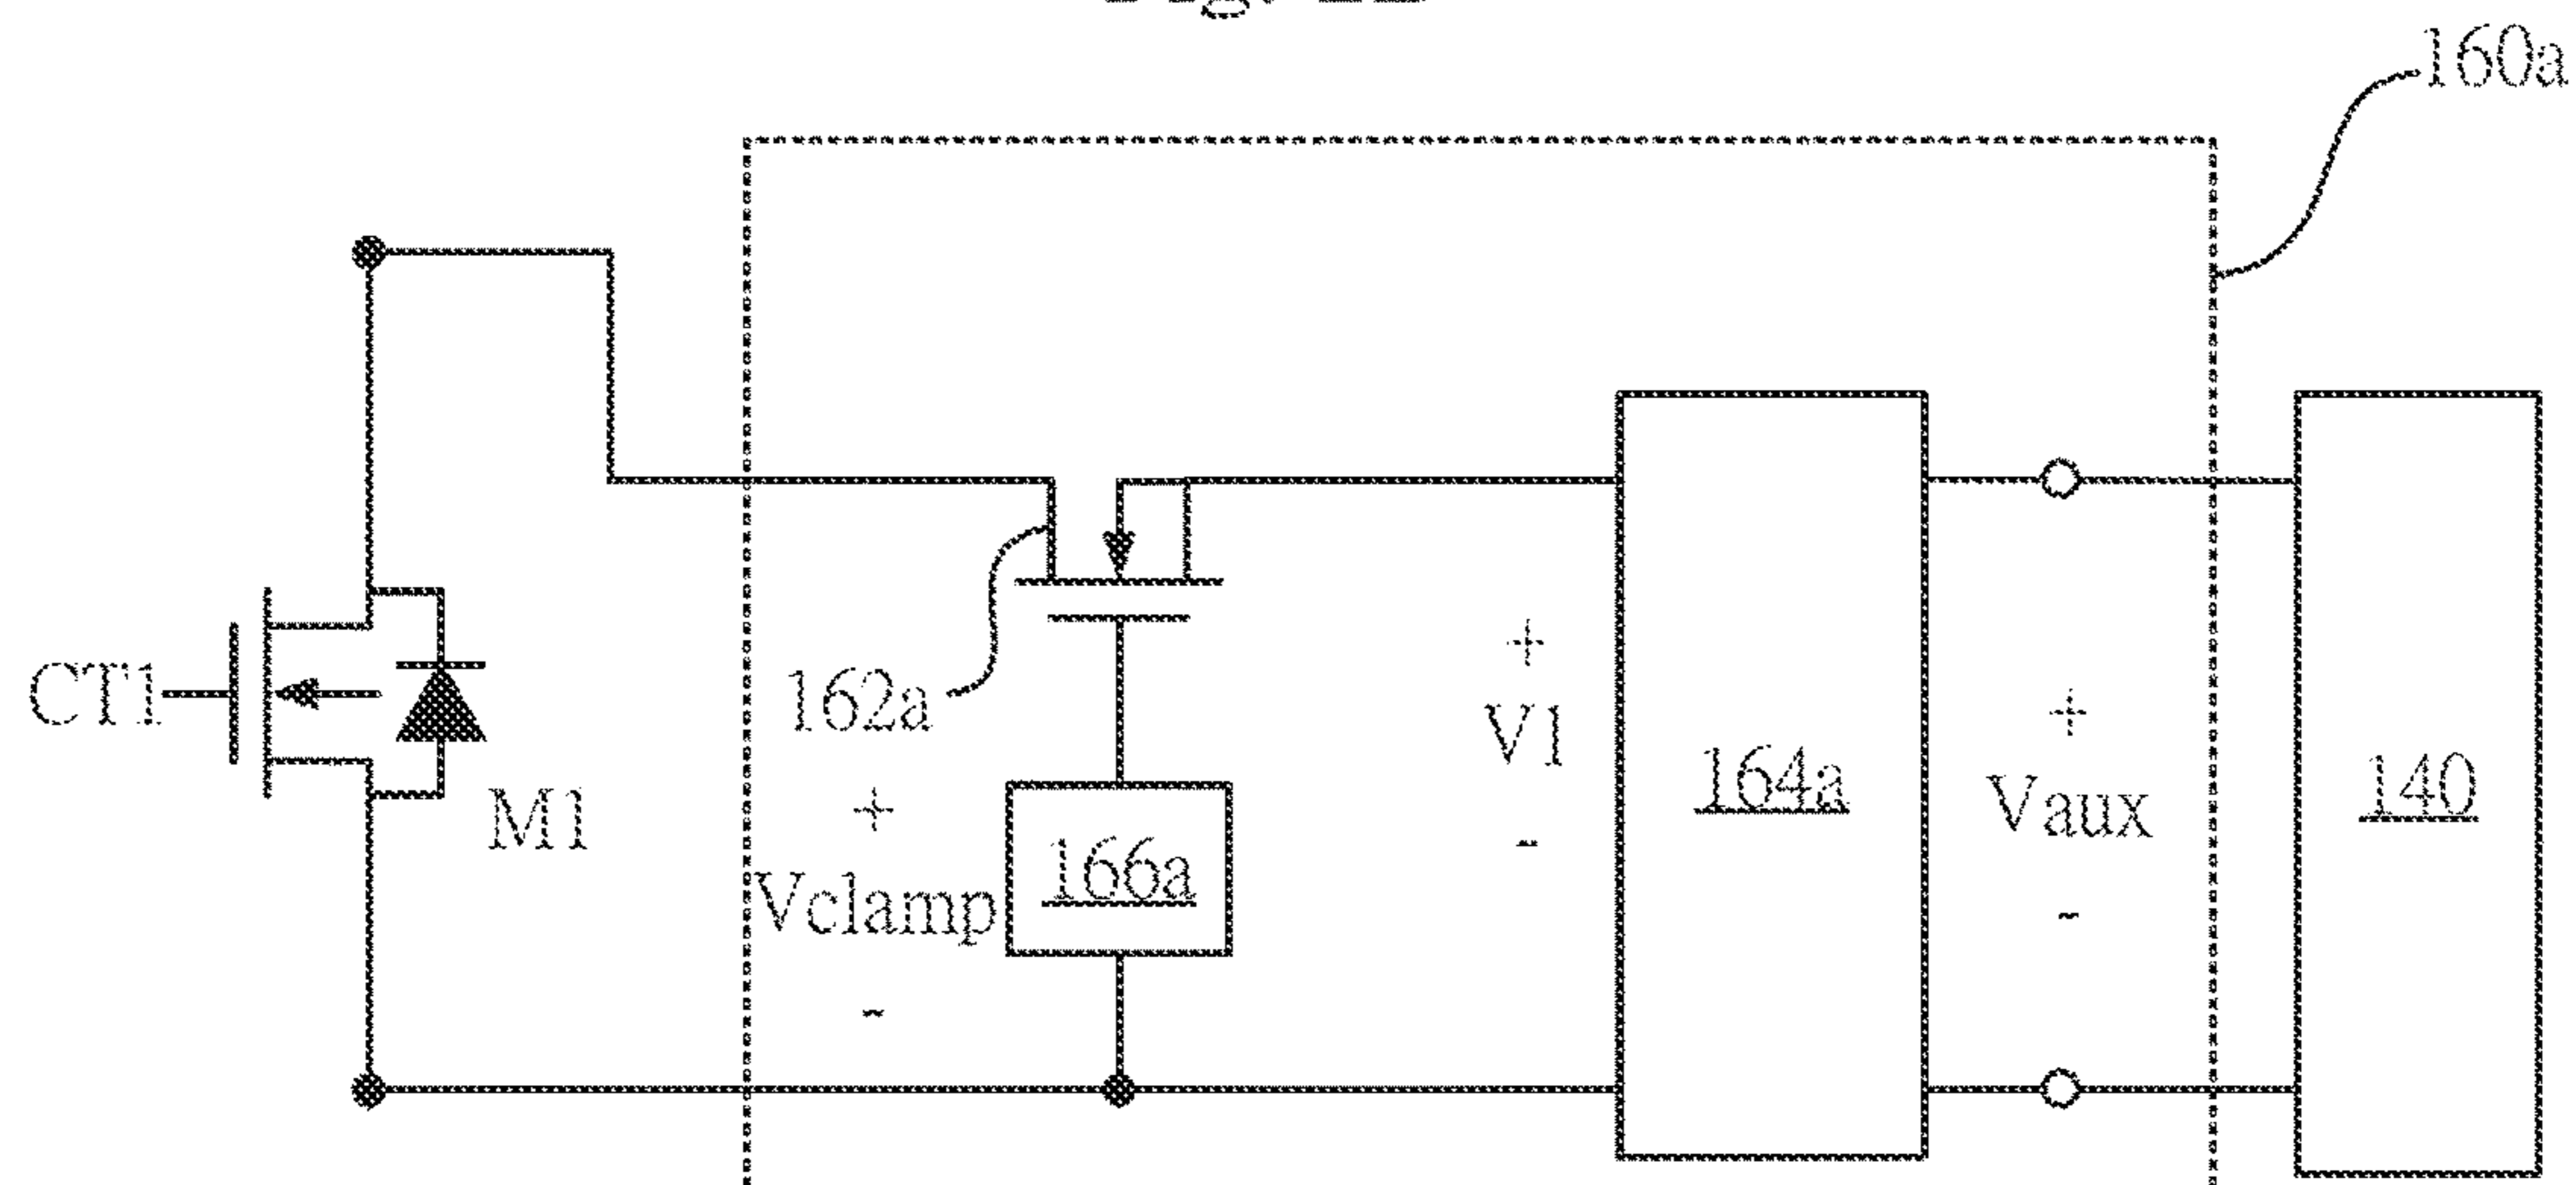 160a
CT1
M1
162a
+
Vclamp
-
166a
+
V1
-
164a
+
Vaux
-
140